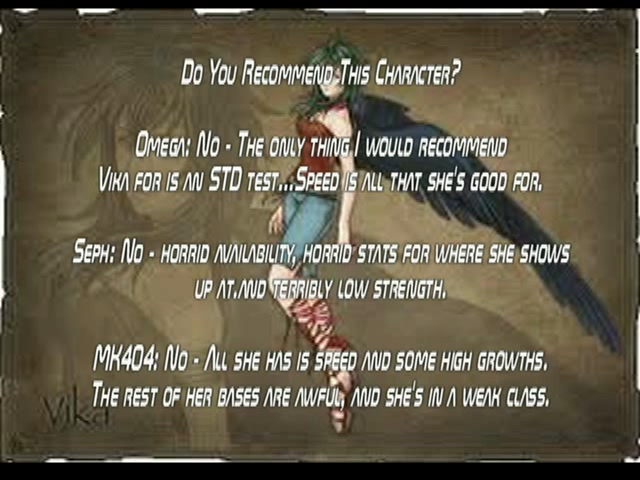 Do You Recommend This Character?
Omega: No - The only thing I would recommend
Vika for is an STD test...Speed is all that she's good for.
Seph: No - horrid availability, horrid stats for where she shows
up at.and terribly low strength.
MK404: No - All she has is speed and some high growths.
The rest of her bases are awful, and she's in a weak class.
Vika